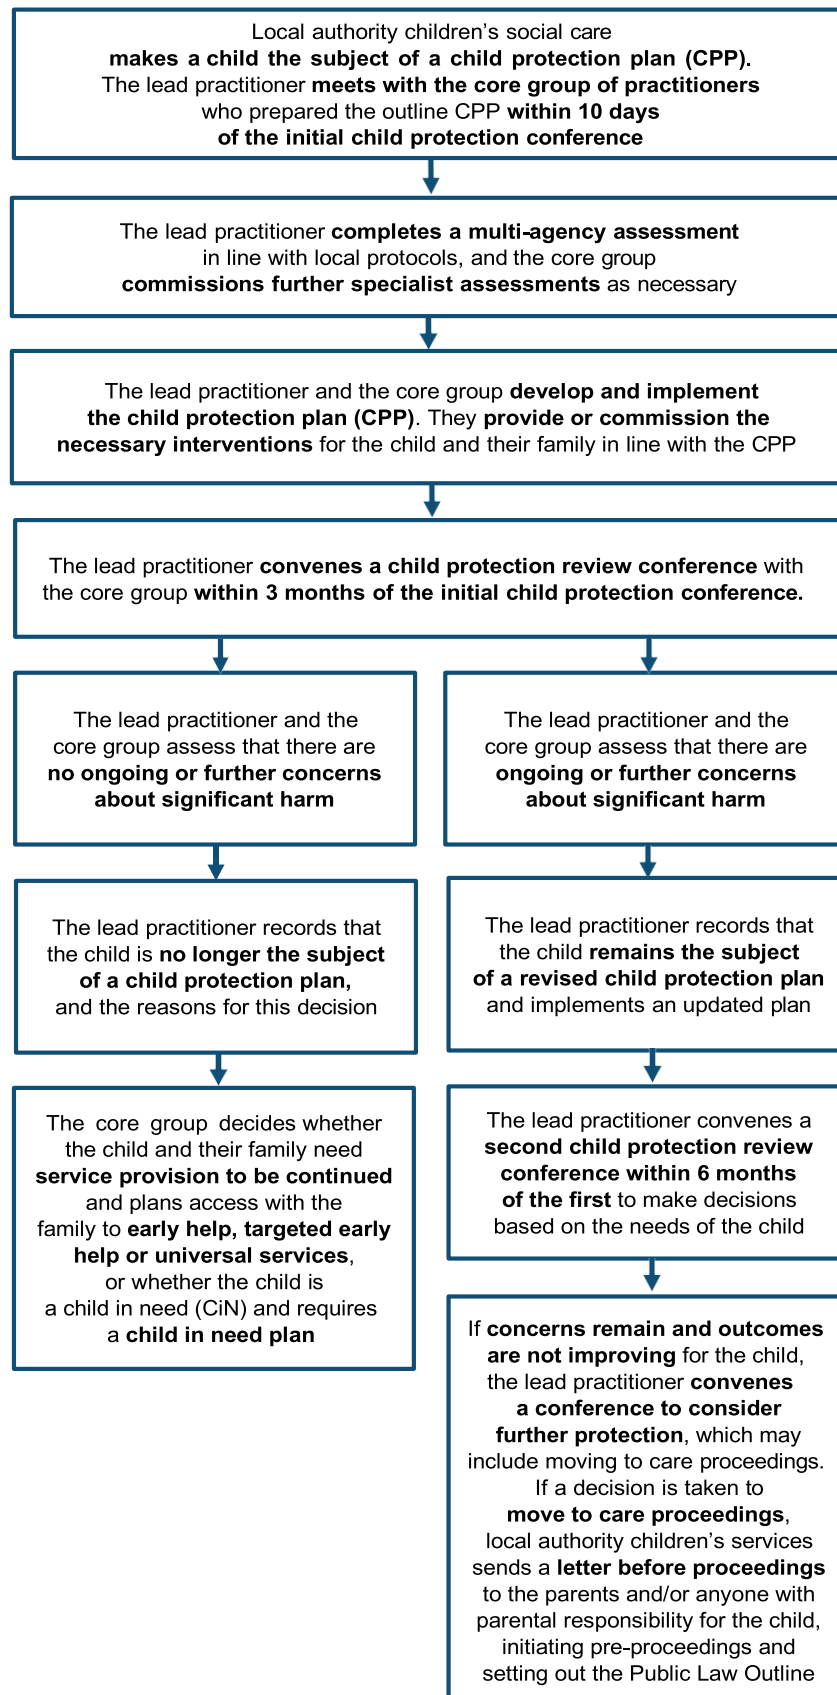 Local authority children’s social care
makes a child the subject of a child protection plan (CPP).
The lead practitioner meets with the core group of practitioners
who prepared the outline CPP within 10 days
of the initial child protection conference
The lead practitioner completes a multi-agency assessment
in line with local protocols, and the core group
commissions further specialist assessments as necessary
The lead practitioner and the core group develop and implement
the child protection plan (CPP). They provide or commission the
necessary interventions for the child and their family in line with the CPP
The lead practitioner convenes a child protection review conference with
the core group within 3 months of the initial child protection conference.
The lead practitioner and the
core group assess that there are
no ongoing or further concerns
about significant harm
The lead practitioner records that
the child is no longer the subject
of a child protection plan,
and the reasons for this decision
The core group decides whether
the child and their family need
service provision to be continued
and plans access with the
family to early help, targeted early
help or universal services,
or whether the child is
a child in need (CiN) and requires
a child in need plan
The lead practitioner and the
core group assess that there are
ongoing or further concerns
about significant harm
The lead practitioner records that
the child remains the subject
of a revised child protection plan
and implements an updated plan
The lead practitioner convenes a
second child protection review
conference within 6 months
of the first to make decisions
based on the needs of the child
If concerns remain and outcomes
are not improving for the child,
the lead practitioner convenes
a conference to consider
further protection, which may
include moving to care proceedings.
If a decision is taken to
move to care proceedings,
local authority children’s services
sends a letter before proceedings
to the parents and/or anyone with
parental responsibility for the child,
initiating pre-proceedings and
setting out the Public Law Outline